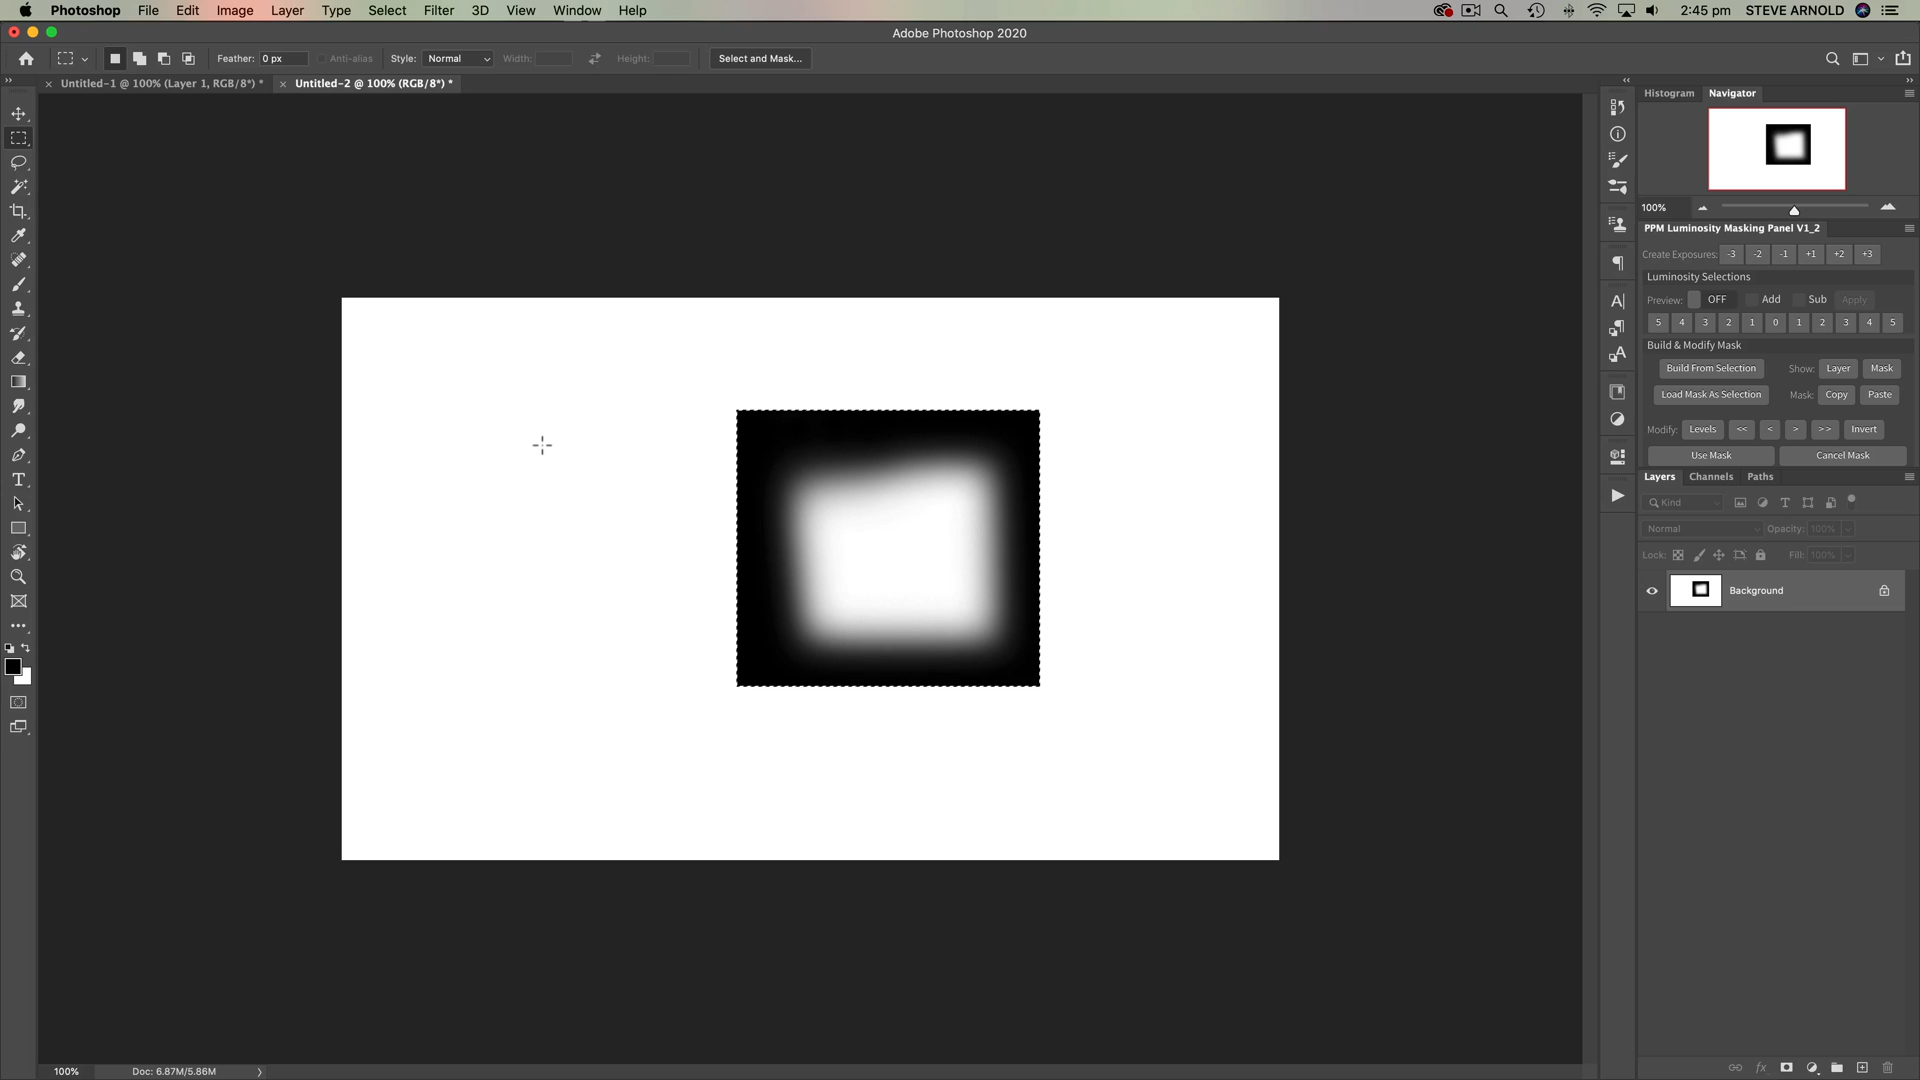 Photoshop File Edit Image Layer Type Select Filter 3D View Window Help 2:45 pm STEVE ARNOLD
Adobe Photoshop 2020
Feather: 0 px Anti-alias Style: Normal Width: Height: Select and Mask...
Untitled-1 @ 100% (Layer 1, RGB/8*) * Untitled-2 @ 100% (RGB/8*) *
Histogram Navigator
100%
PPM Luminosity Masking Panel V1_2
Create Exposures: -3 -2 -1 +1 +2 +3
Luminosity Selections
Preview: OFF Add Sub Apply
5 4 3 2 1 0 1 2 3 4 5
Build & Modify Mask
Build From Selection Show: Layer Mask
Load Mask As Selection Mask: Copy Paste
Modify: Levels << < > >> Invert
Use Mask Cancel Mask
Layers Channels Paths
Kind
Normal Opacity: 100%
Lock: Fill: 100%
Background
100% Doc: 6.87M/5.86M